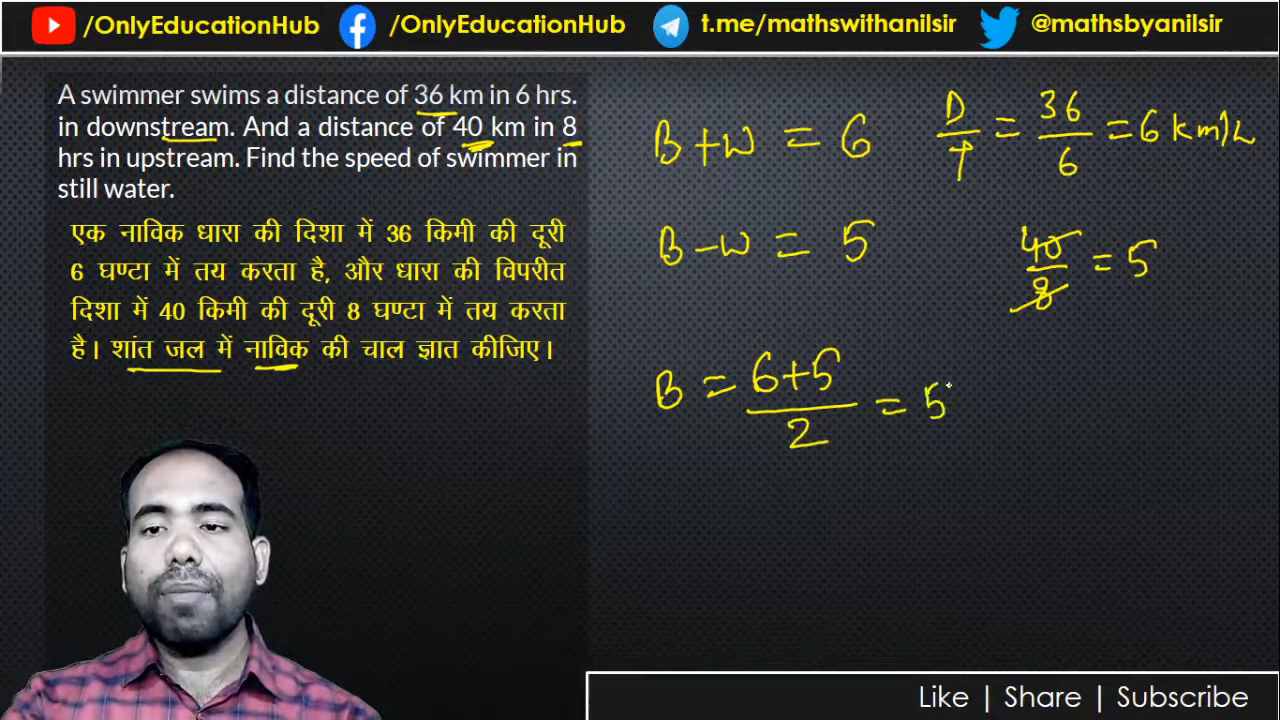 /OnlyEducationHub /OnlyEducationHub t.me/mathswithanilsir @mathsbyanilsir
A swimmer swims a distance of 36 km in 6 hrs.
in downstream. And a distance of 40 km in 8
hrs in upstream. Find the speed of swimmer in
still water.
एक नाविक धारा की दिशा में 36 किमी की दूरी
6 घण्टा में तय करता है, और धारा की विपरीत
दिशा में 40 किमी की दूरी 8 घण्टा में तय करता
है। शांत जल में नाविक की चाल ज्ञात कीजिए।
B+W = 6
D/T = 36/6 = 6 km/h
B-W = 5
40/8 = 5
B = 6+5/2 = 5
Like | Share | Subscribe